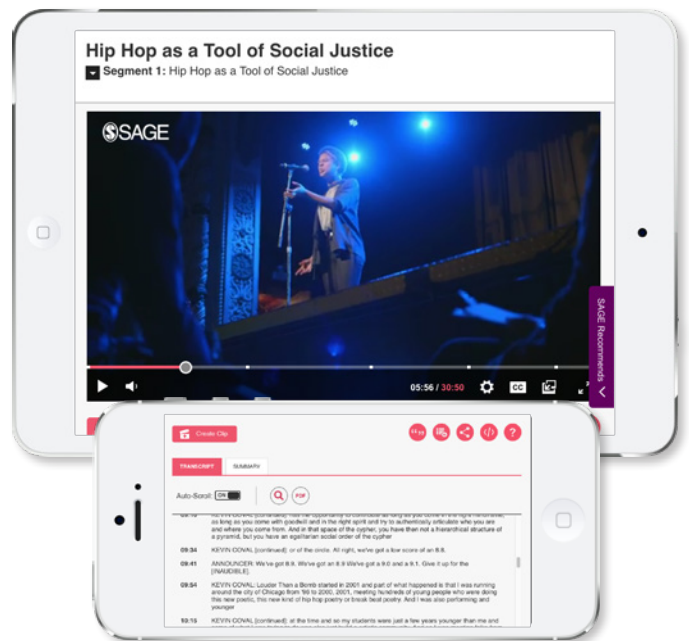 Hip Hop as a Tool of Social Justice
Segment 1: Hip Hop as a Tool of Social Justice
SSAGE
SAGE Recommends
05:56 / 30:50
CC
Create Clip
TRANSCRIPT SUMMARY
Auto-Scroll: ON PDF
as long as you come with goodwill and in the right spirit and try to authentically articulate who you are
and where you come from. And in that space of the cypher, you have then not a hierarchical structure of
a pyramid, but you have an egalitarian social order of the cypher
09:34 KEVIN COVAL [continued]: or of the circle. All right, we've got a low score of an 8.8.
09:41 ANNOUNCER: We've got 8.8. We've got an 8.9 We've got a 9.0 and a 9.1. Give it up for the
[INAUDIBLE].
09:54 KEVIN COVAL: Louder Than a Bomb started in 2001 and part of what happened is that I was running
around the city of Chicago from '96 to 2000, 2001, meeting hundreds of young people who were doing
this new poetic, this new kind of hip hop poetry or break beat poetry. And I was also performing and
younger
10:15 KEVIN COVAL [continued]: at the time and so my students were just a few years younger than me and